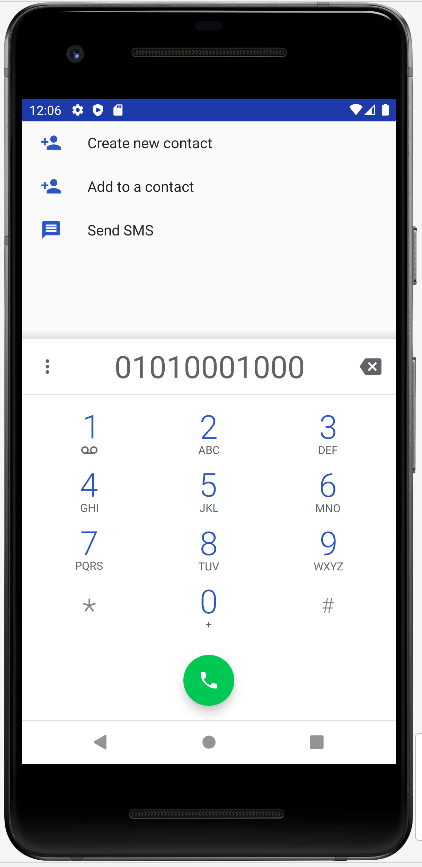 12:06
Create new contact
Add to a contact
Send SMS
01010001000
1 2 3
ABC DEF
4 5 6
GHI JKL MNO
7 8 9
PQRS TUV WXYZ
* 0 #
+